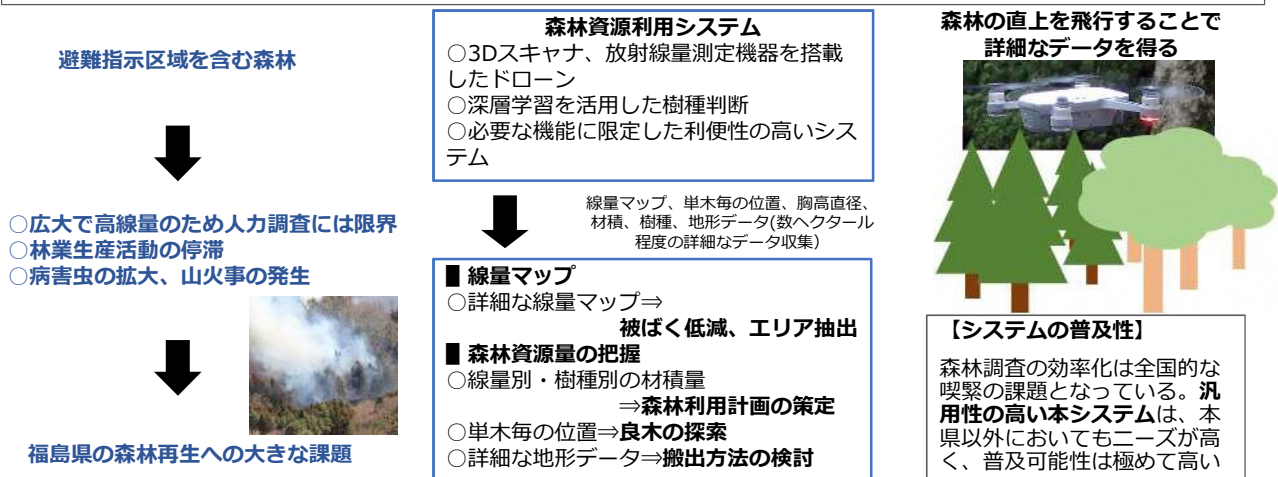 避難指示区域を含む森林
○広大で高線量のため人力調査には限界
○林業生産活動の停滞
○病害虫の拡大、山火事の発生
福島県の森林再生への大きな課題
森林資源利用システム
○3Dスキャナ、放射線量測定機器を搭載
したドローン
○深層学習を活用した樹種判断
○必要な機能に限定した利便性の高いシス
テム
線量マップ、単木毎の位置、胸高直径、
材積、樹種、地形データ(数ヘクタール
程度の詳細なデータ収集)
■ 線量マップ
○詳細な線量マップ⇒
被ばく低減、エリア抽出
■ 森林資源量の把握
○線量別・樹種別の材積量
⇒森林利用計画の策定
○単木毎の位置⇒良木の探索
○詳細な地形データ⇒搬出方法の検討
森林の直上を飛行することで
詳細なデータを得る
【システムの普及性】
森林調査の効率化は全国的な
喫緊の課題となっている。汎
用性の高い本システムは、本
県以外においてもニーズが高
く、普及可能性は極めて高い